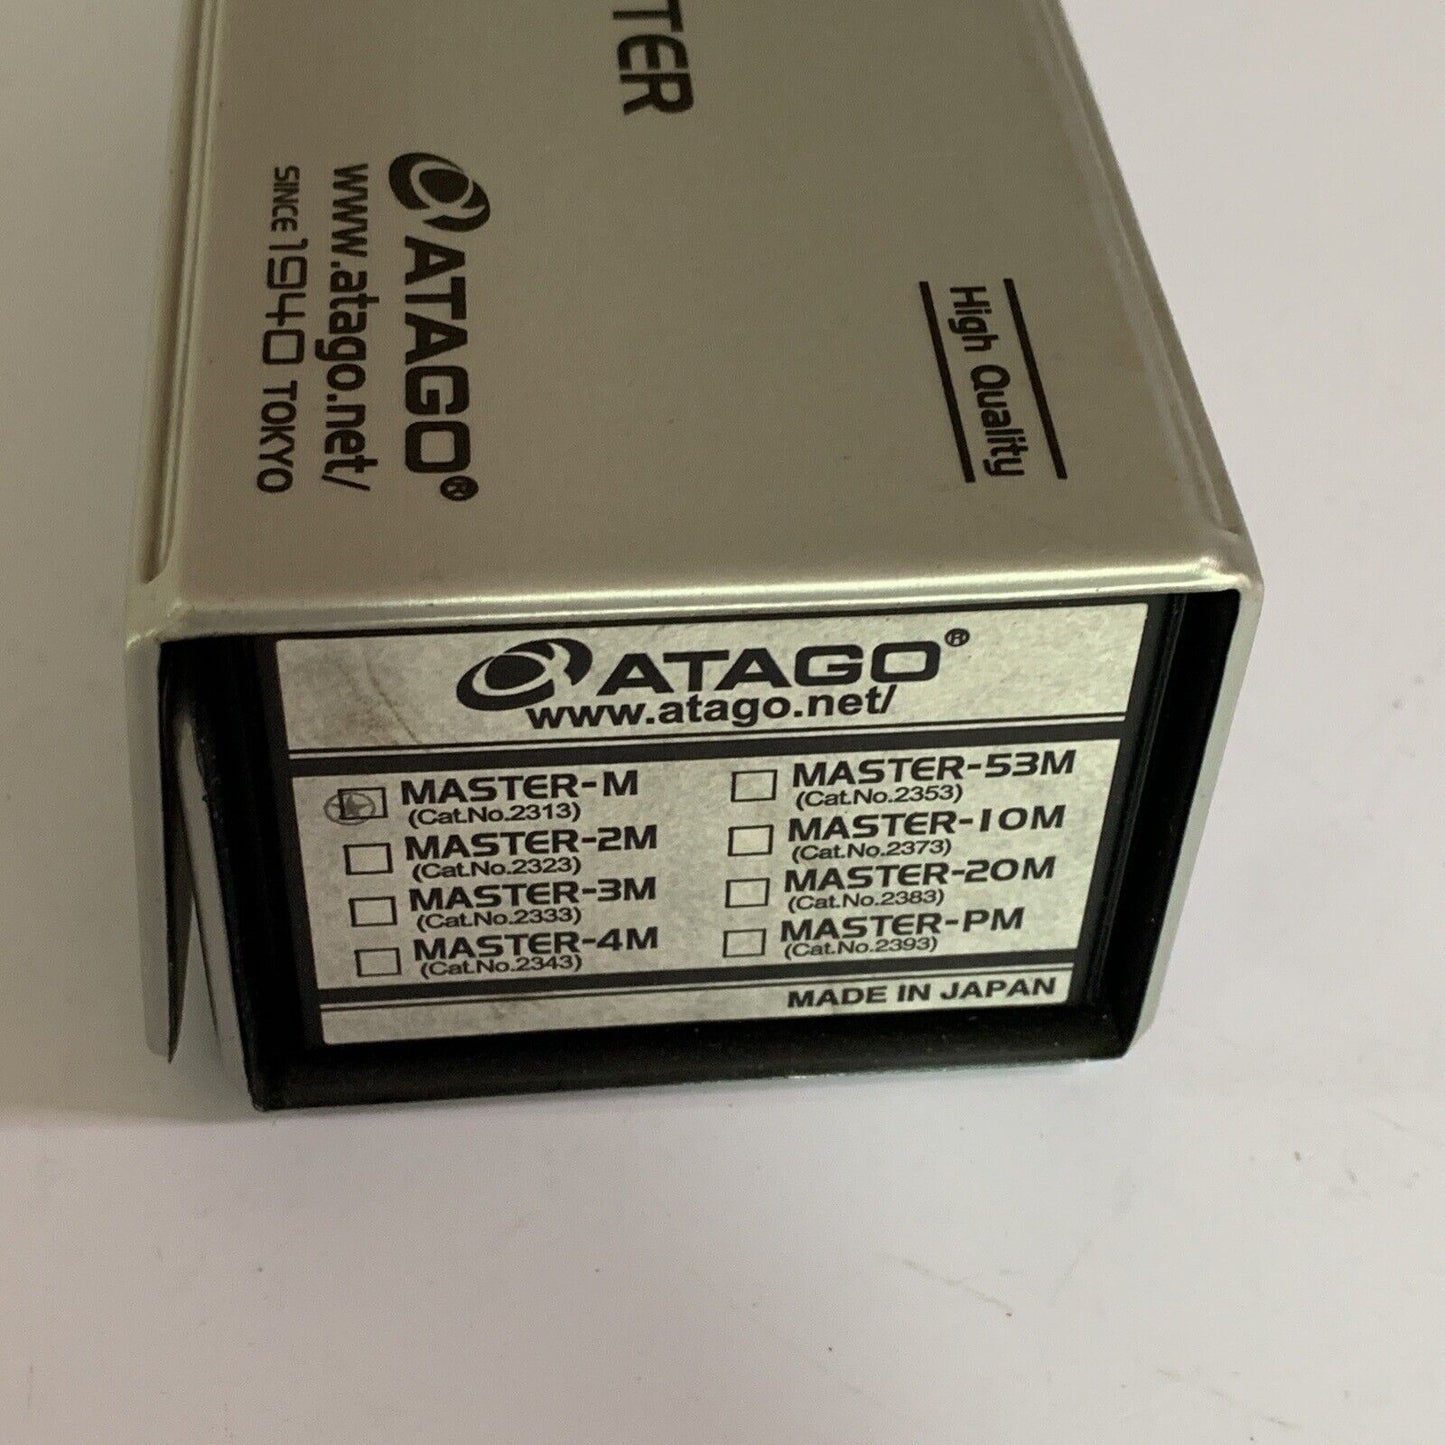 TER
ATAGO®
www.atago.net/
SINCE 1940 TOKYO
High Quality
ATAGO®
www.atago.net/
MASTER-M
(Cat.No.2313)
MASTER-2M
(Cat.No.2323)
MASTER-3M
(Cat.No.2333)
MASTER-4M
(Cat.No.2343)
MASTER-53M
(Cat.No.2353)
MASTER-10M
(Cat.No.2373)
MASTER-20M
(Cat.No.2383)
MASTER-PM
(Cat.No.2393)
MADE IN JAPAN